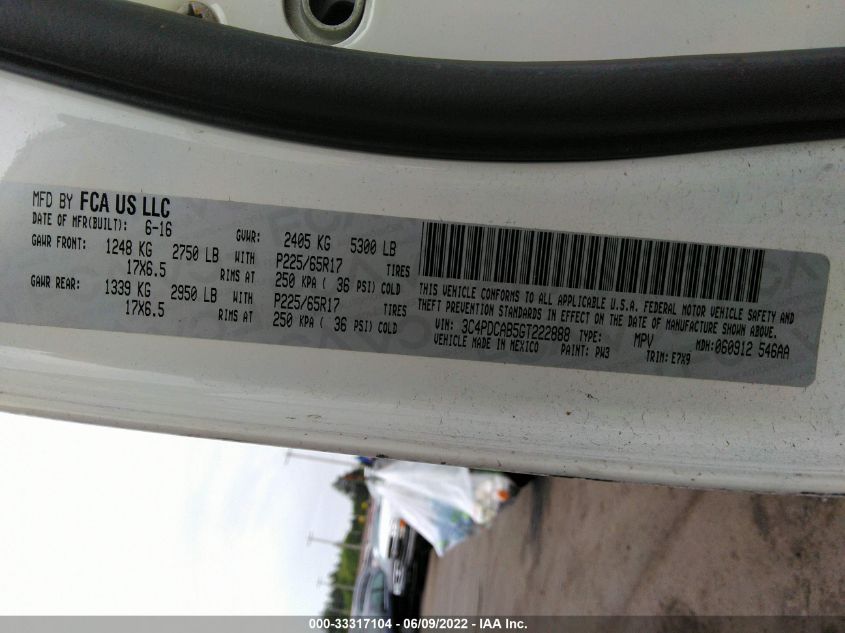 MFD BY FCA US LLC
DATE OF MFR(BUILT): 6-16 GVWR: 2405 KG 5300 LB
GAWR FRONT: 1248 KG 2750 LB WITH P225/65R17 TIRES
17X6.5 RIMS AT 250 KPA ( 36 PSI) COLD
GAWR REAR: 1339 KG 2950 LB WITH P225/65R17 TIRES
17X6.5 RIMS AT 250 KPA ( 36 PSI) COLD
THIS VEHICLE CONFORMS TO ALL APPLICABLE U.S.A. FEDERAL MOTOR VEHICLE SAFETY AND
THEFT PREVENTION STANDARDS IN EFFECT ON THE DATE OF MANUFACTURE SHOWN ABOVE.
VIN: 3C4PDCAB5GT222888 TYPE: MPV MDH: 060912 546AA
VEHICLE MADE IN MEXICO PAINT: PW3 TRIM: E7X9
000-33317104 - 06/09/2022 - IAA Inc.